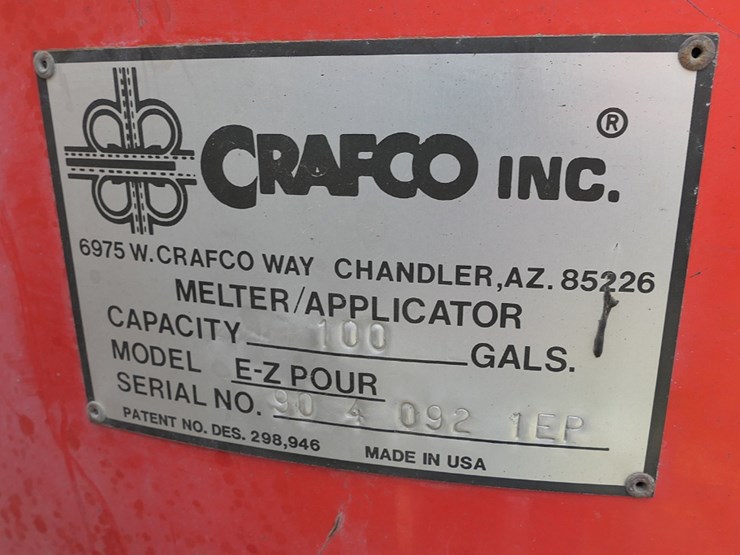 CRAFCO INC.®
6975 W. CRAFCO WAY CHANDLER, AZ. 85226
MELTER/APPLICATOR
CAPACITY 100 GALS.
MODEL E-Z POUR
SERIAL NO. 90 4 092 1EP
PATENT NO. DES. 298,946 MADE IN USA